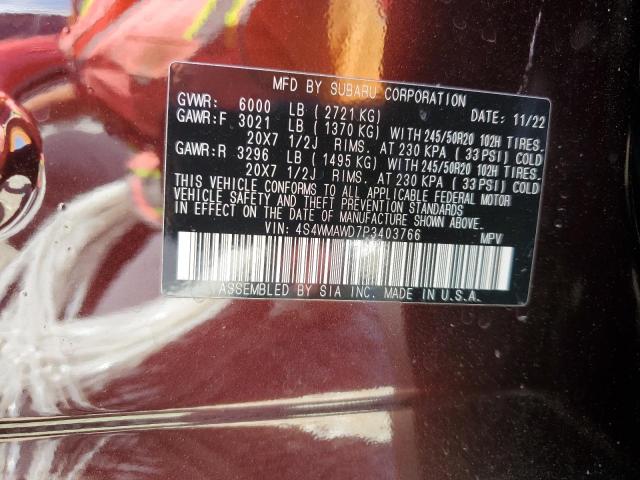 MFD BY SUBARU CORPORATION
GVWR: 6000 LB ( 2721 KG) DATE: 11/22
GAWR:F 3021 LB ( 1370 KG) WITH 245/50R20 102H TIRES.
20X7 1/2J RIMS. AT 230 KPA ( 33 PSI) COLD
GAWR:R 3296 LB ( 1495 KG) WITH 245/50R20 102H TIRES.
20X7 1/2J RIMS. AT 230 KPA ( 33 PSI) COLD
THIS VEHICLE CONFORMS TO ALL APPLICABLE FEDERAL MOTOR
VEHICLE SAFETY AND THEFT PREVENTION STANDARDS
IN EFFECT ON THE DATE OF MANUFACTURE SHOWN ABOVE.
VIN: 4S4WMAWD7P3403766 MPV
ASSEMBLED BY SIA INC. MADE IN U.S.A.